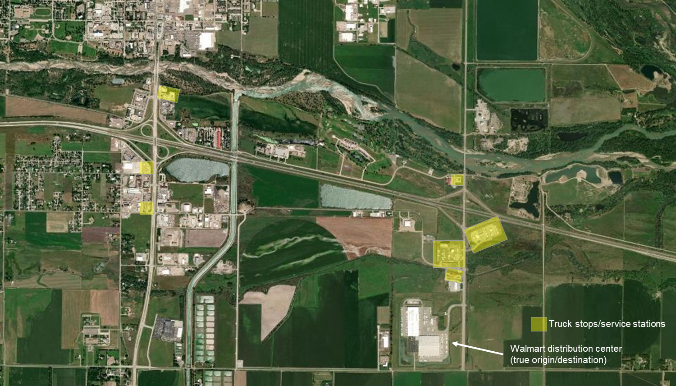 Truck stops/service stations
Walmart distribution center
(true origin/destination)